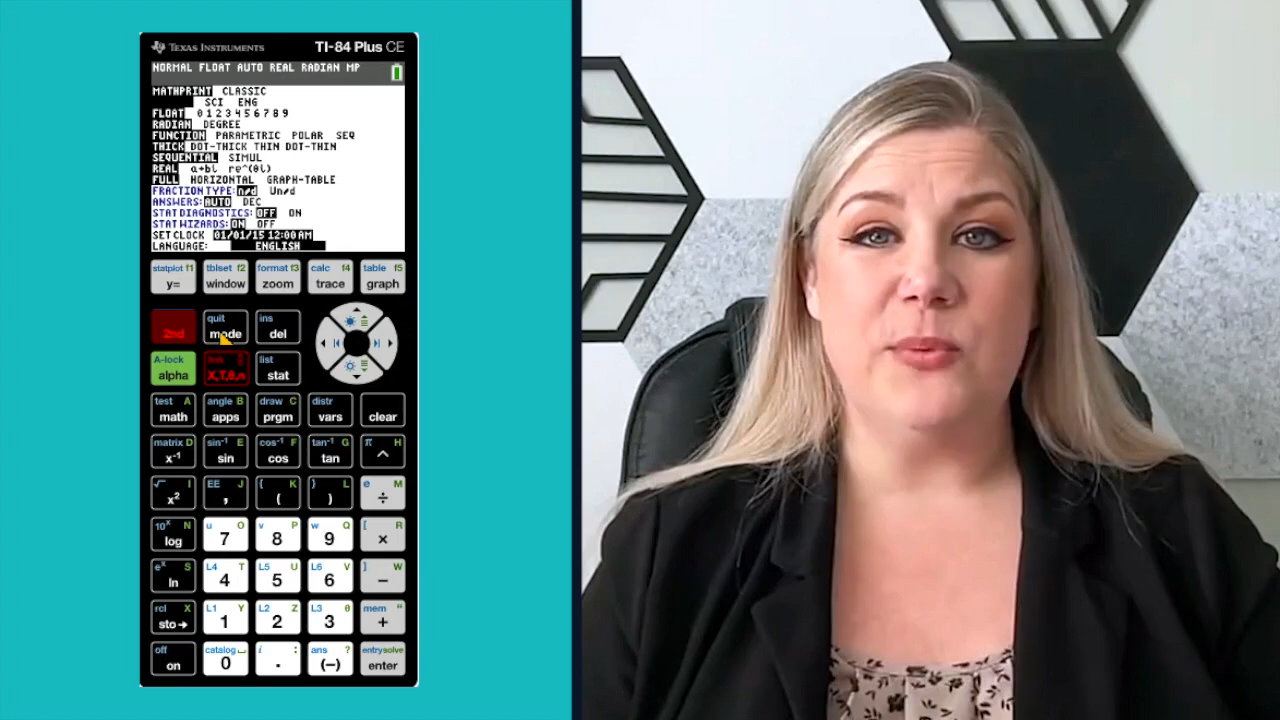 TEXAS INSTRUMENTS TI-84 Plus CE
NORMAL FLOAT AUTO REAL RADIAN MP
MATHPRINT CLASSIC
SCI ENG
FLOAT 0 1 2 3 4 5 6 7 8 9
RADIAN DEGREE
FUNCTION PARAMETRIC POLAR SEQ
THICK DOT-THICK THIN DOT-THIN
SEQUENTIAL SIMUL
REAL a+bi re^(θi)
FULL HORIZONTAL GRAPH-TABLE
FRACTION TYPE: n/d Un/d
ANSWERS: AUTO DEC
STAT DIAGNOSTICS: OFF ON
STAT WIZARDS: ON OFF
SET CLOCK 01/01/15 12:00 AM
LANGUAGE: ENGLISH
statplot f1 tblset f2 format f3 calc f4 table f5
y= window zoom trace graph
quit ins
2nd mode del
A-lock link list
alpha X,T,θ,n stat
test A angle B draw C distr
math apps prgm vars clear
matrix D sin⁻¹ E cos⁻¹ F tan⁻¹ G π H
x⁻¹ sin cos tan ^
√ I EE J { K } L e M
x² , ( ) ÷
10ˣ N u O v P w Q [ R
log 7 8 9 ×
eˣ S L4 T L5 U L6 V ] W
ln 4 5 6 −
rcl X L1 Y L2 Z L3 θ mem "
sto→ 1 2 3 +
off catalog i : ans ? entry solve
on 0 . (−) enter